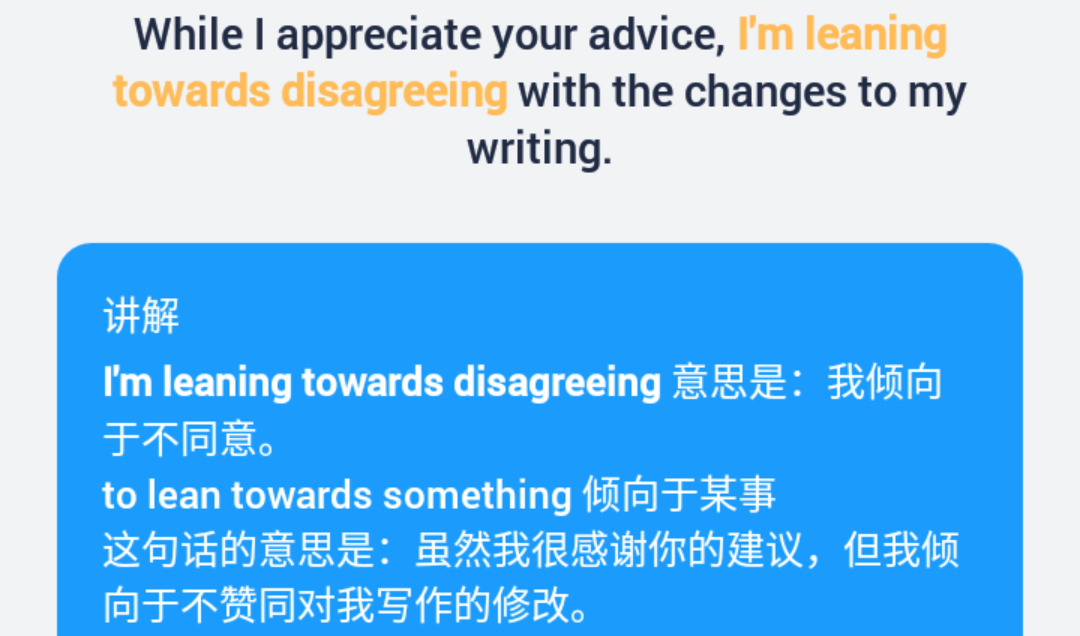 While I appreciate your advice, I'm leaning
towards disagreeing with the changes to my
writing.
讲解
I'm leaning towards disagreeing 意思是：我倾向
于不同意。
to lean towards something 倾向于某事
这句话的意思是：虽然我很感谢你的建议，但我倾
向于不赞同对我写作的修改。